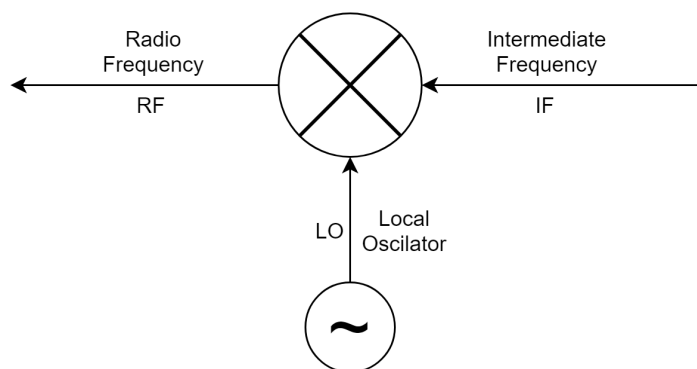 Radio
Frequency
RF
Intermediate
Frequency
IF
LO
Local
Oscilator
~